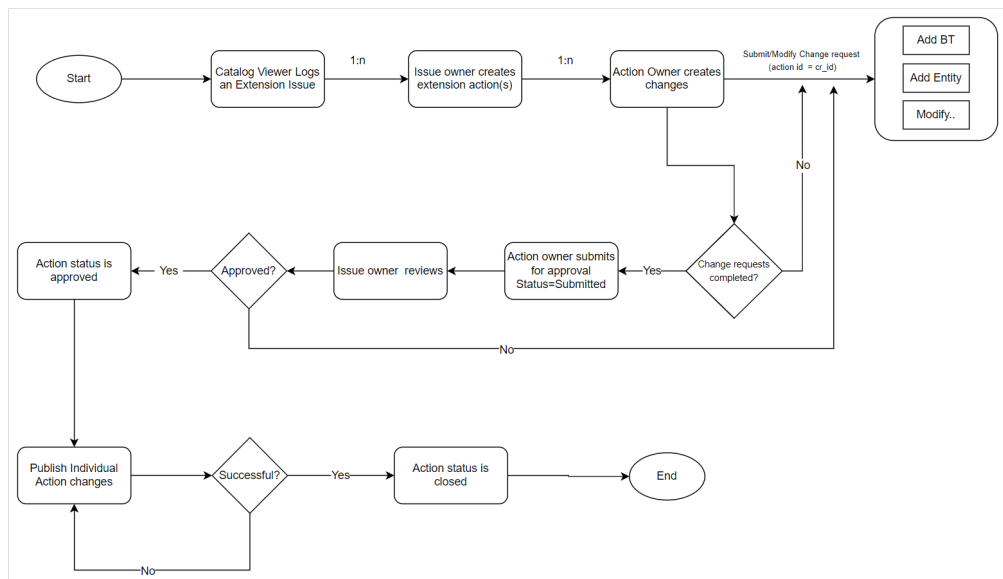 Start
Catalog Viewer Logs
an Extension Issue
1:n
Issue owner creates
extension action(s)
1:n
Action Owner creates
changes
Submit/Modify Change request
(action id = cr_id)
Add BT
Add Entity
Modify..
No
Action status is
approved
Yes
Approved?
Issue owner reviews
Action owner submits
for approval
Status=Submitted
Yes
Change requests
completed?
No
Publish Individual
Action changes
Successful?
Yes
Action status is
closed
End
No